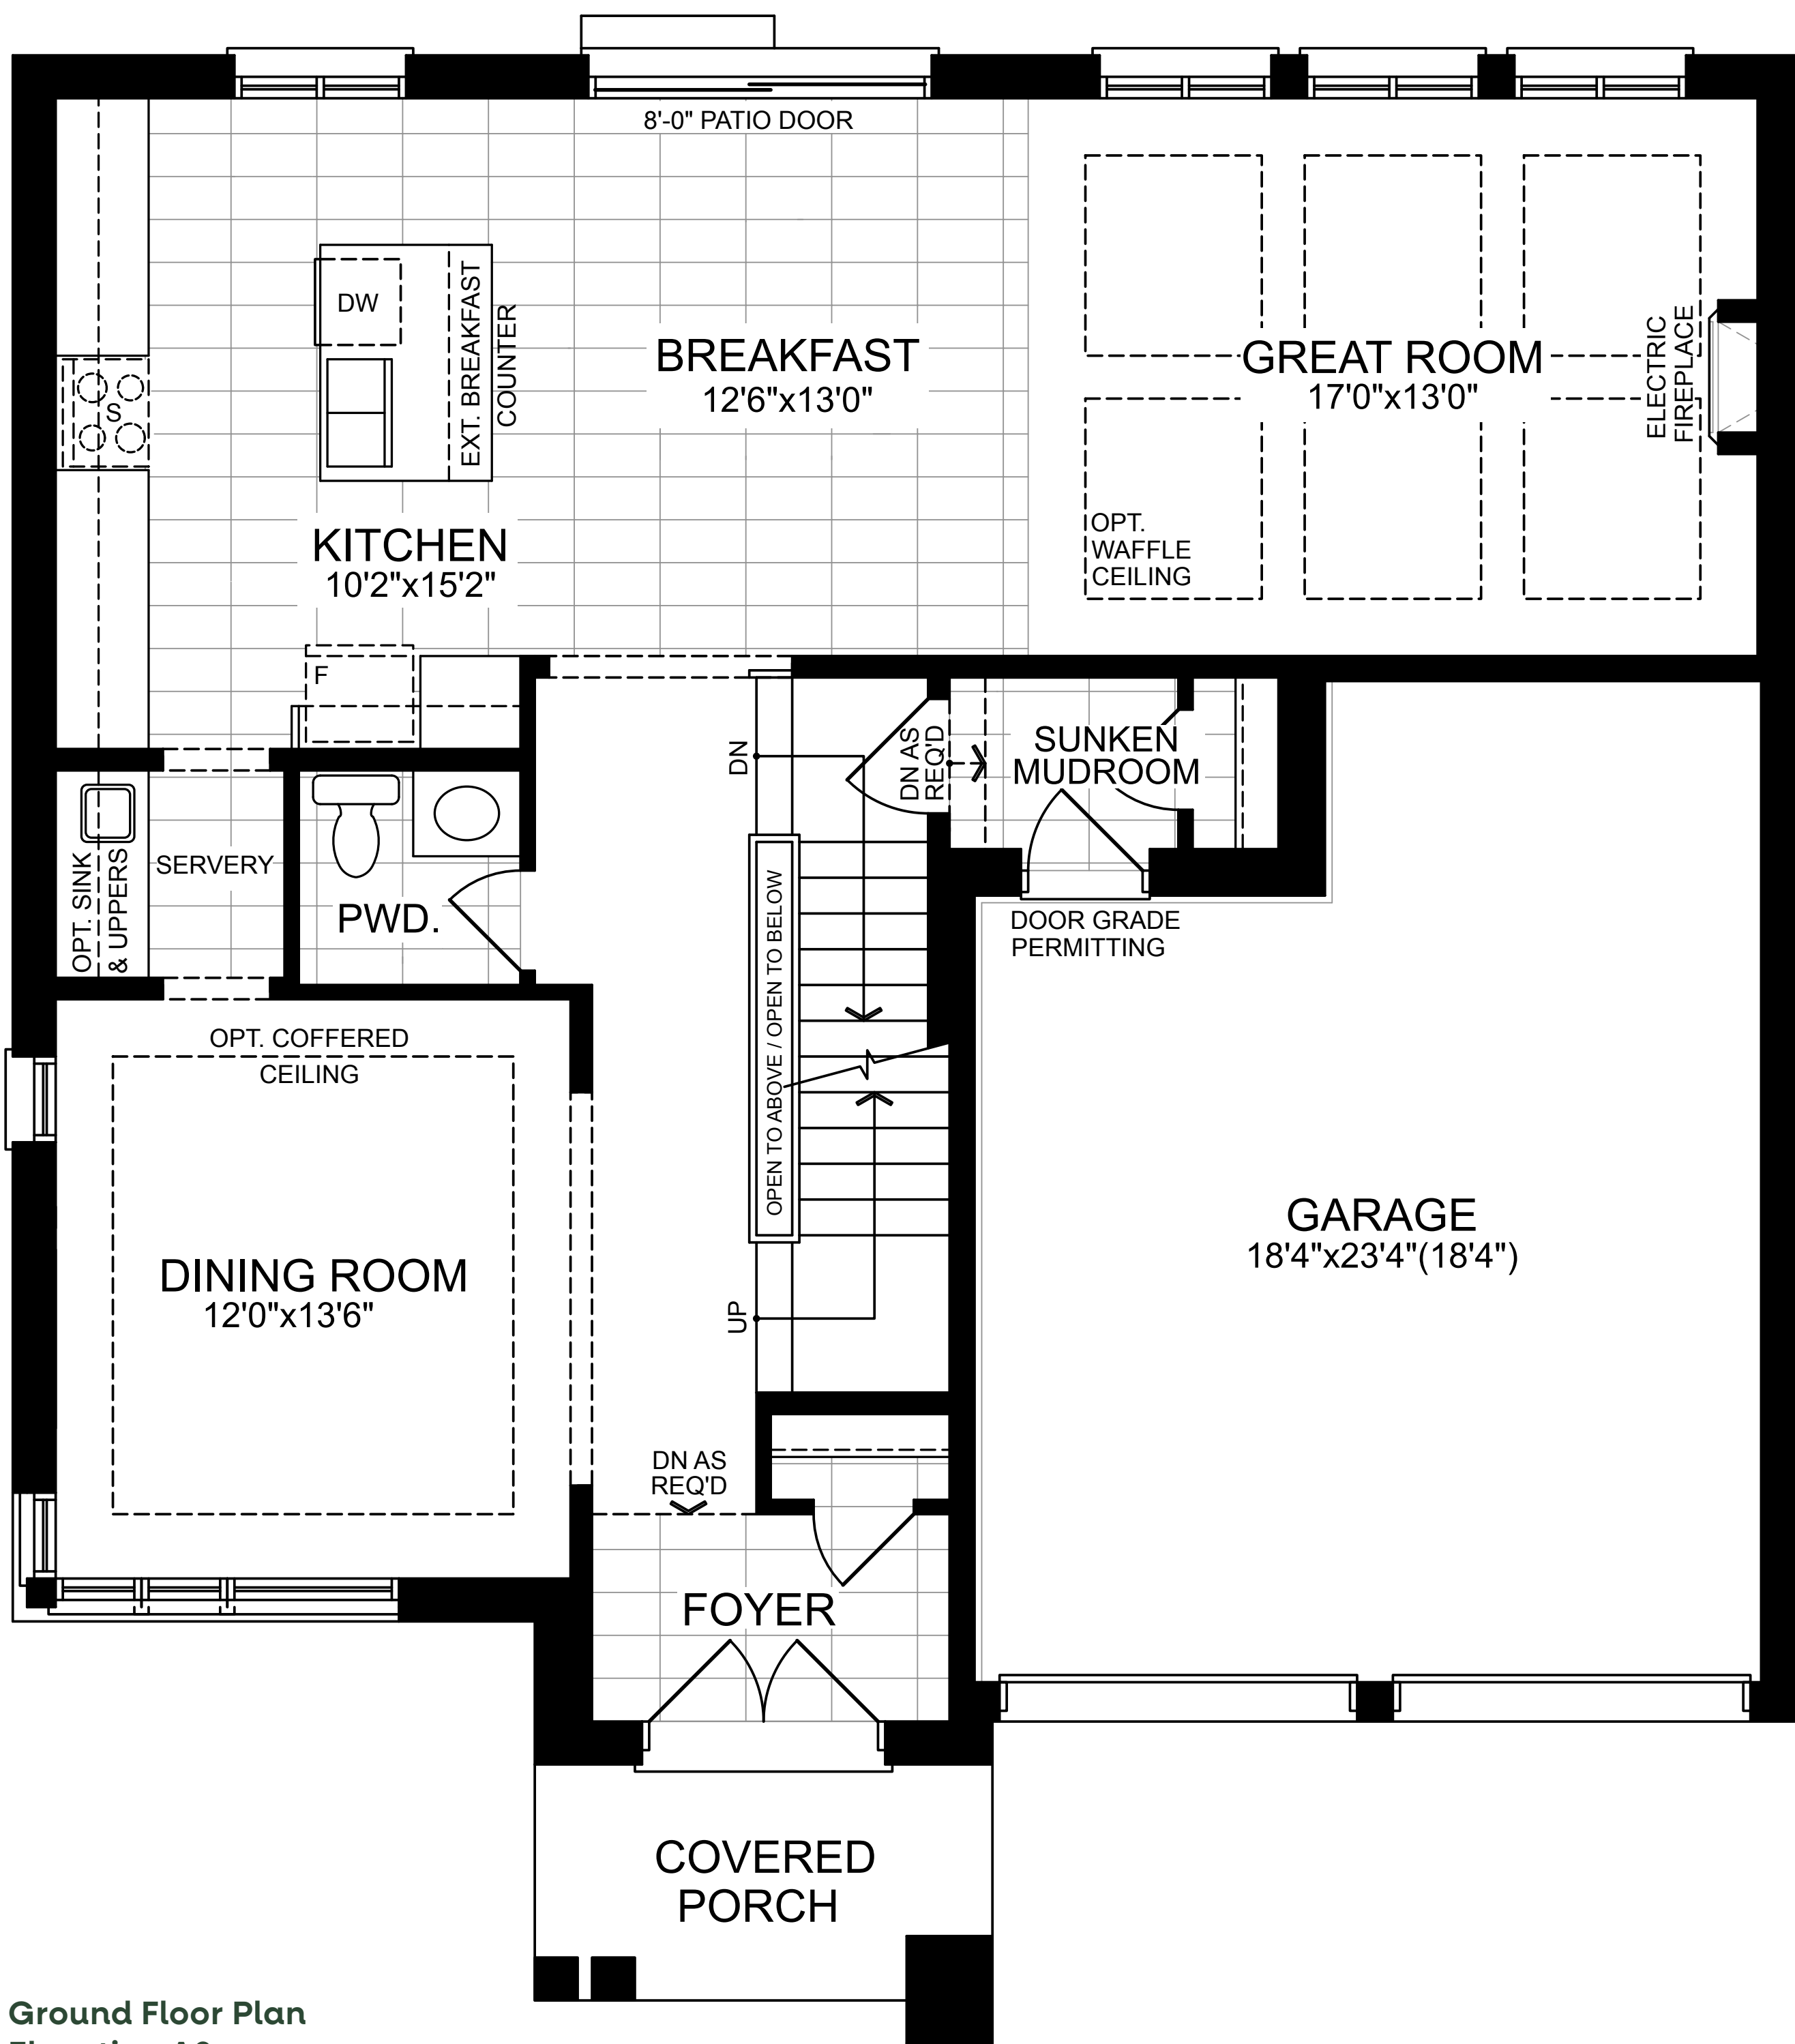 8'-0" PATIO DOOR
DW
EXT. BREAKFAST
COUNTER
S
BREAKFAST
12'6"x13'0"
GREAT ROOM
17'0"x13'0"
ELECTRIC
FIREPLACE
OPT.
WAFFLE
CEILING
KITCHEN
10'2"x15'2"
F
DN
DN AS
REQ'D
SUNKEN
MUDROOM
OPT. SINK
& UPPERS
SERVERY
PWD.
OPEN TO ABOVE / OPEN TO BELOW
DOOR GRADE
PERMITTING
OPT. COFFERED
CEILING
DINING ROOM
12'0"x13'6"
UP
GARAGE
18'4"x23'4"(18'4")
DN AS
REQ'D
FOYER
COVERED
PORCH
Ground Floor Plan